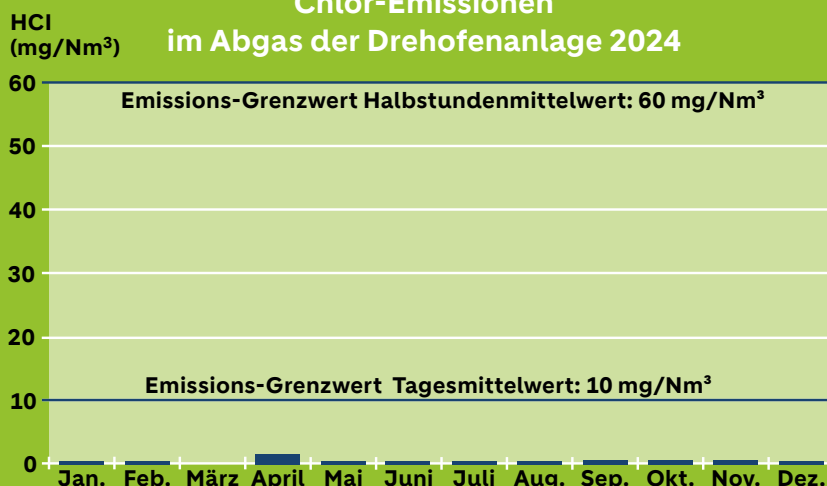 Chlor-Emissionen
im Abgas der Drehofenanlage 2024
HCl
(mg/Nm³)
60
Emissions-Grenzwert Halbstundenmittelwert: 60 mg/Nm³
50
40
30
20
Emissions-Grenzwert Tagesmittelwert: 10 mg/Nm³
10
0
Jan. Feb. März April Mai Juni Juli Aug. Sep. Okt. Nov. Dez.